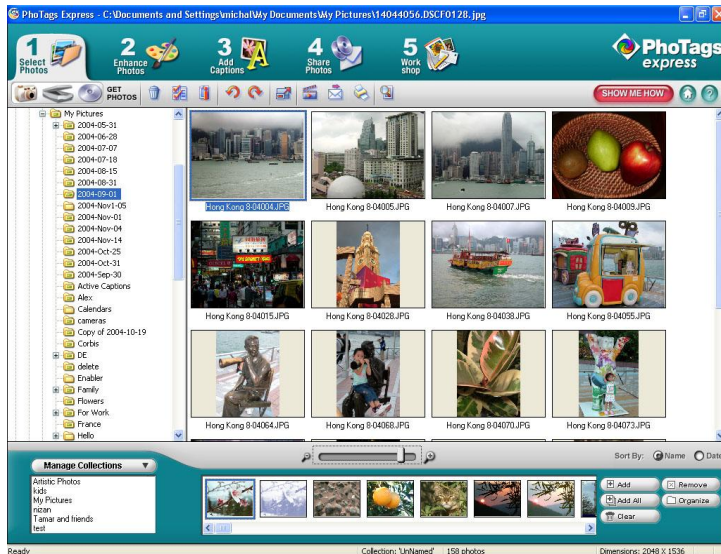 PhoTags Express - C:\Documents and Settings\michal\My Documents\My Pictures\14044056.DSCF0128.jpg
1 Select Photos
2 Enhance Photos
3 Add Captions
4 Share Photos
5 Work shop
PhoTags express
GET PHOTOS
SHOW ME HOW
My Pictures
2004-05-31
2004-06-28
2004-07-07
2004-07-18
2004-08-15
2004-08-31
2004-09-01
2004-Nov1-05
2004-Nov-01
2004-Nov-04
2004-Nov-14
2004-Oct-25
2004-Oct-31
2004-Sep-30
Active Captions
Alex
Calendars
cameras
Copy of 2004-10-19
Corbis
DE
delete
Enabler
Family
Flowers
For Work
France
Hello
Hong Kong 8-04004.JPG
Hong Kong 8-04005.JPG
Hong Kong 8-04007.JPG
Hong Kong 8-04009.JPG
Hong Kong 8-04015.JPG
Hong Kong 8-04028.JPG
Hong Kong 8-04038.JPG
Hong Kong 8-04055.JPG
Hong Kong 8-04064.JPG
Hong Kong 8-04068.JPG
Hong Kong 8-04070.JPG
Hong Kong 8-04073.JPG
Sort By: Name Date
Manage Collections
Artistic Photos
kids
My Pictures
nizan
Tamar and friends
test
Add
Remove
Add All
Organize
Clear
Ready
Collection: 'UnNamed'
158 photos
Dimensions: 2048 X 1536